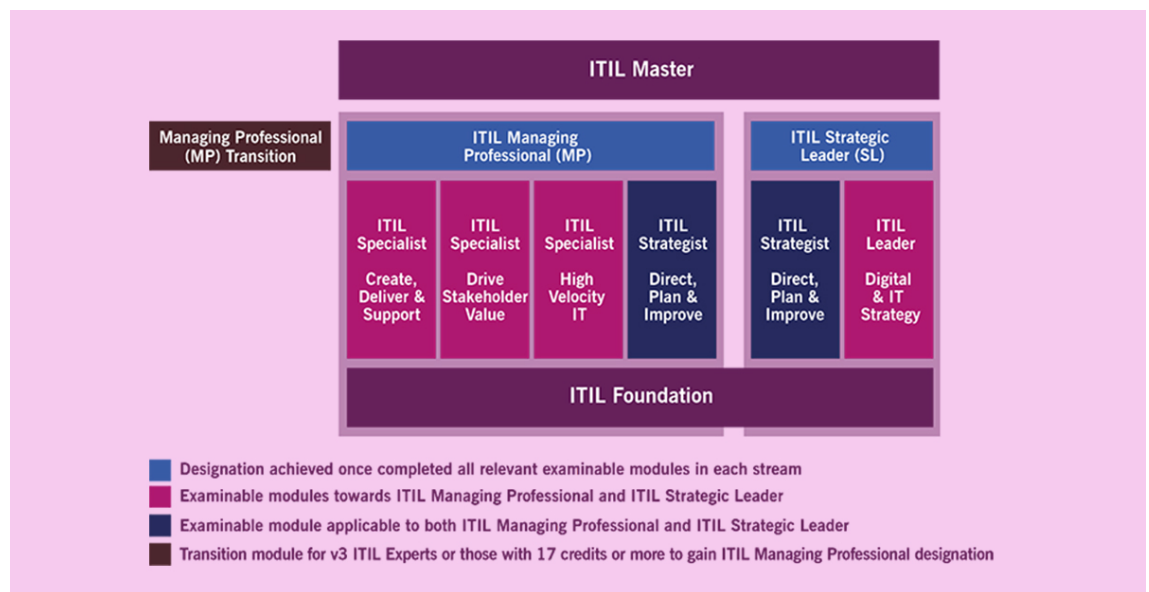 ITIL Master
Managing Professional
(MP) Transition
ITIL Managing
Professional (MP)
ITIL Strategic
Leader (SL)
ITIL
Specialist
Create,
Deliver &
Support
ITIL
Specialist
Drive
Stakeholder
Value
ITIL
Specialist
High
Velocity
IT
ITIL
Strategist
Direct,
Plan &
Improve
ITIL
Strategist
Direct,
Plan &
Improve
ITIL
Leader
Digital
& IT
Strategy
ITIL Foundation
Designation achieved once completed all relevant examinable modules in each stream
Examinable modules towards ITIL Managing Professional and ITIL Strategic Leader
Examinable module applicable to both ITIL Managing Professional and ITIL Strategic Leader
Transition module for v3 ITIL Experts or those with 17 credits or more to gain ITIL Managing Professional designation